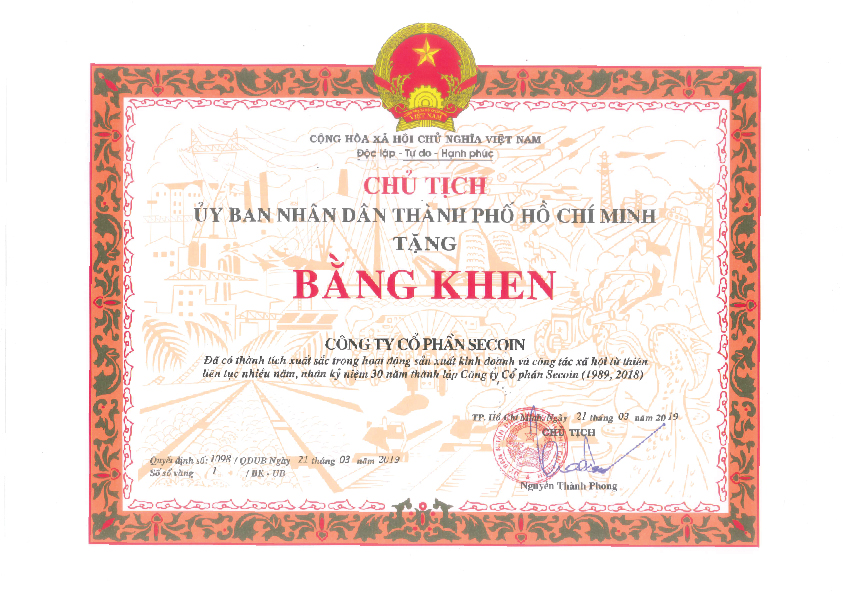 VIỆT NAM
CỘNG HÒA XÃ HỘI CHỦ NGHĨA VIỆT NAM
Độc lập - Tự do - Hạnh phúc
CHỦ TỊCH
ỦY BAN NHÂN DÂN THÀNH PHỐ HỒ CHÍ MINH
TẶNG
BẰNG KHEN
CÔNG TY CỔ PHẦN SECOIN
Đã có thành tích xuất sắc trong hoạt động sản xuất kinh doanh và công tác xã hội từ thiện
liên tục nhiều năm, nhân kỷ niệm 30 năm thành lập Công ty Cổ phần Secoin (1989, 2018)
TP. Hồ Chí Minh, Ngày 21 tháng 03 năm 2019
CHỦ TỊCH
Quyết định số: 1098 / QĐUB Ngày 21 tháng 03 năm 2019
Số sổ vàng 1 / BK - UB
Nguyễn Thành Phong